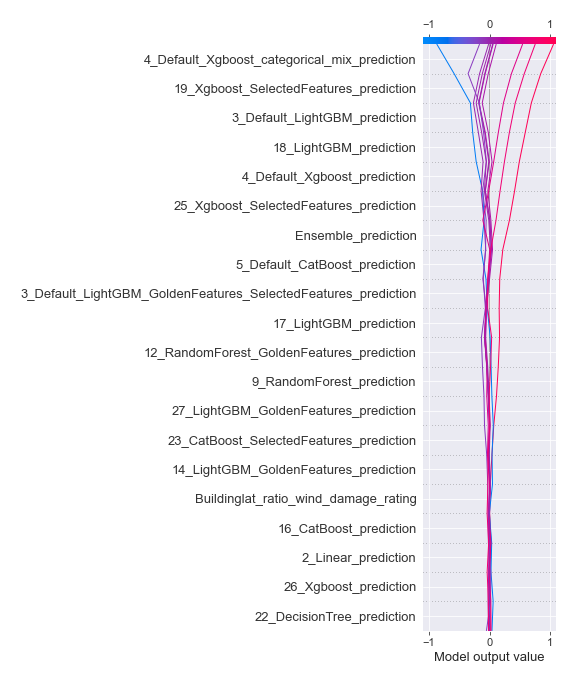 −1 0 1
4_Default_Xgboost_categorical_mix_prediction
19_Xgboost_SelectedFeatures_prediction
3_Default_LightGBM_prediction
18_LightGBM_prediction
4_Default_Xgboost_prediction
25_Xgboost_SelectedFeatures_prediction
Ensemble_prediction
5_Default_CatBoost_prediction
3_Default_LightGBM_GoldenFeatures_SelectedFeatures_prediction
17_LightGBM_prediction
12_RandomForest_GoldenFeatures_prediction
9_RandomForest_prediction
27_LightGBM_GoldenFeatures_prediction
23_CatBoost_SelectedFeatures_prediction
14_LightGBM_GoldenFeatures_prediction
Buildinglat_ratio_wind_damage_rating
16_CatBoost_prediction
2_Linear_prediction
26_Xgboost_prediction
22_DecisionTree_prediction
−1 0 1
Model output value